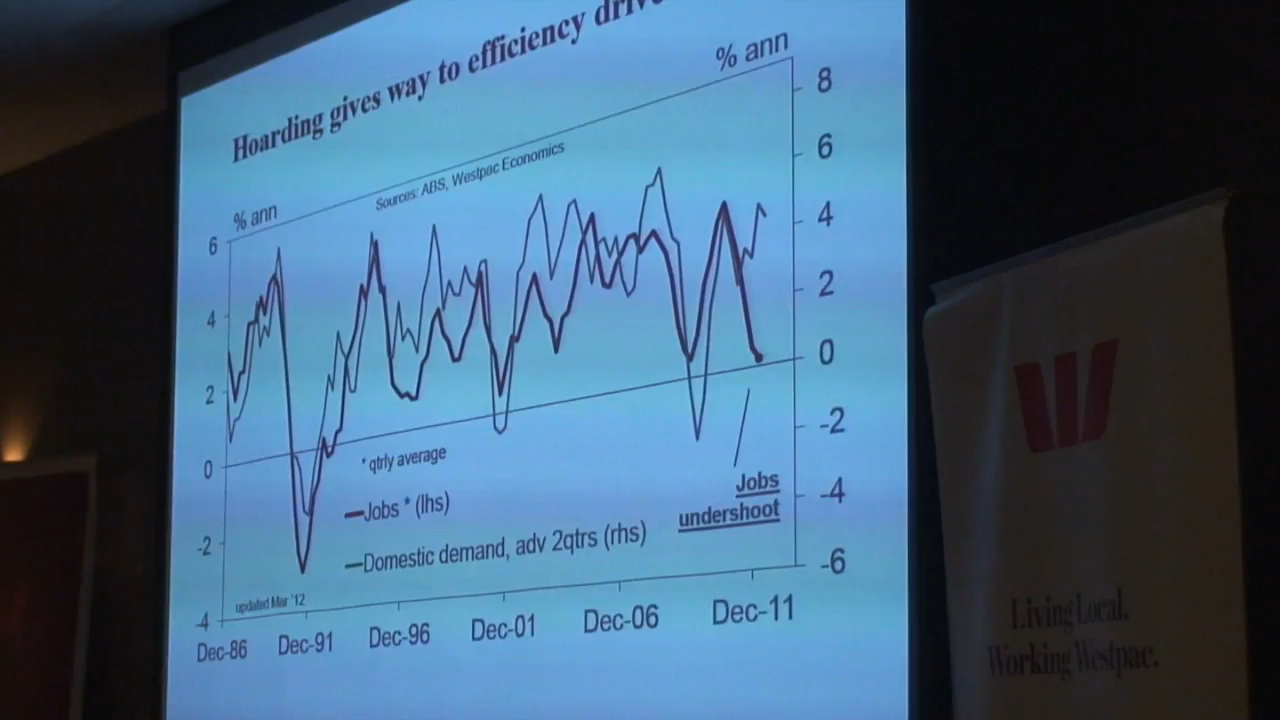 Hoarding gives way to efficiency
% ann
Sources: ABS, Westpac Economics
% ann
8
6
4
2
0
-2
-4
-6
6
4
2
0
-2
-4
* qtrly average
Jobs * (lhs)
Domestic demand, adv 2qtrs (rhs)
Jobs
undershoot
updated Mar '12
Dec-86 Dec-91 Dec-96 Dec-01 Dec-06 Dec-11
Living Local.
Working Westpac.